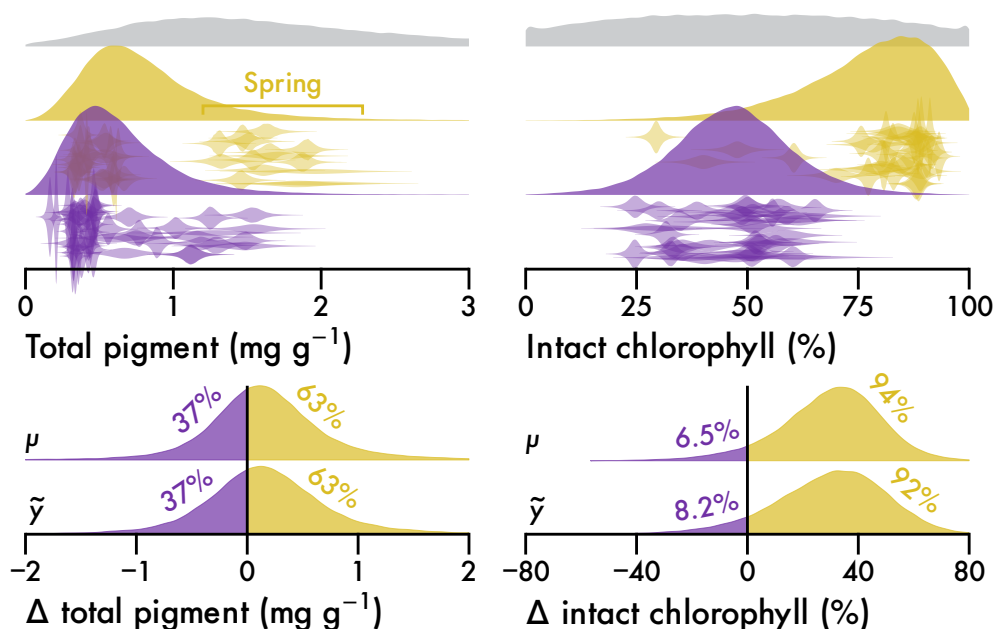 Spring
0 1 2 3
Total pigment (mg g⁻¹)
0 25 50 75 100
Intact chlorophyll (%)
μ 37% 63%
ỹ 37% 63%
−2 −1 0 1 2
Δ total pigment (mg g⁻¹)
μ 6.5% 94%
ỹ 8.2% 92%
−80 −40 0 40 80
Δ intact chlorophyll (%)